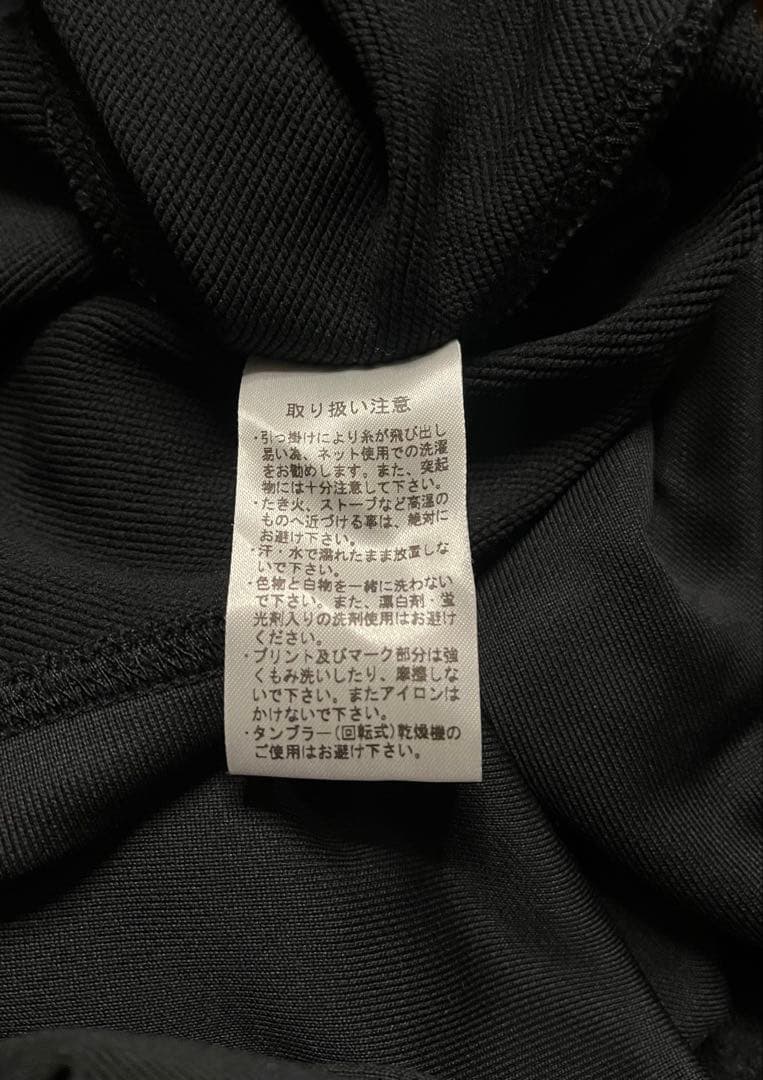 取り扱い注意
・引っ掛けにより糸が飛び出し
易い為、ネット使用での洗濯
をお勧めします。また、突起
物には十分注意して下さい。
・たき火、ストーブなど高温の
ものへ近づける事は、絶対に
お避け下さい。
・汗・水で濡れたまま放置しな
いで下さい。
・色物と白物を一緒に洗わない
で下さい。また、漂白剤・蛍
光剤入りの洗剤使用はお避け
ください。
・プリント及びマーク部分は強
くもみ洗いしたり、摩擦しな
いで下さい。またアイロンは
かけないで下さい。
・タンブラー(回転式)乾燥機の
ご使用はお避け下さい。